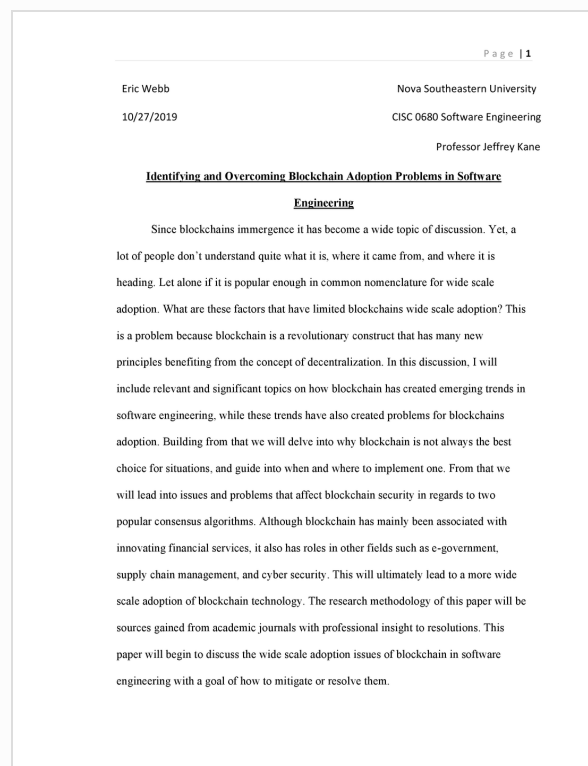 Page | 1
Eric Webb Nova Southeastern University
10/27/2019 CISC 0680 Software Engineering
Professor Jeffrey Kane
Identifying and Overcoming Blockchain Adoption Problems in Software
Engineering
Since blockchains immergence it has become a wide topic of discussion. Yet, a
lot of people don't understand quite what it is, where it came from, and where it is
heading. Let alone if it is popular enough in common nomenclature for wide scale
adoption. What are these factors that have limited blockchains wide scale adoption? This
is a problem because blockchain is a revolutionary construct that has many new
principles benefiting from the concept of decentralization. In this discussion, I will
include relevant and significant topics on how blockchain has created emerging trends in
software engineering, while these trends have also created problems for blockchains
adoption. Building from that we will delve into why blockchain is not always the best
choice for situations, and guide into when and where to implement one. From that we
will lead into issues and problems that affect blockchain security in regards to two
popular consensus algorithms. Although blockchain has mainly been associated with
innovating financial services, it also has roles in other fields such as e-government,
supply chain management, and cyber security. This will ultimately lead to a more wide
scale adoption of blockchain technology. The research methodology of this paper will be
sources gained from academic journals with professional insight to resolutions. This
paper will begin to discuss the wide scale adoption issues of blockchain in software
engineering with a goal of how to mitigate or resolve them.